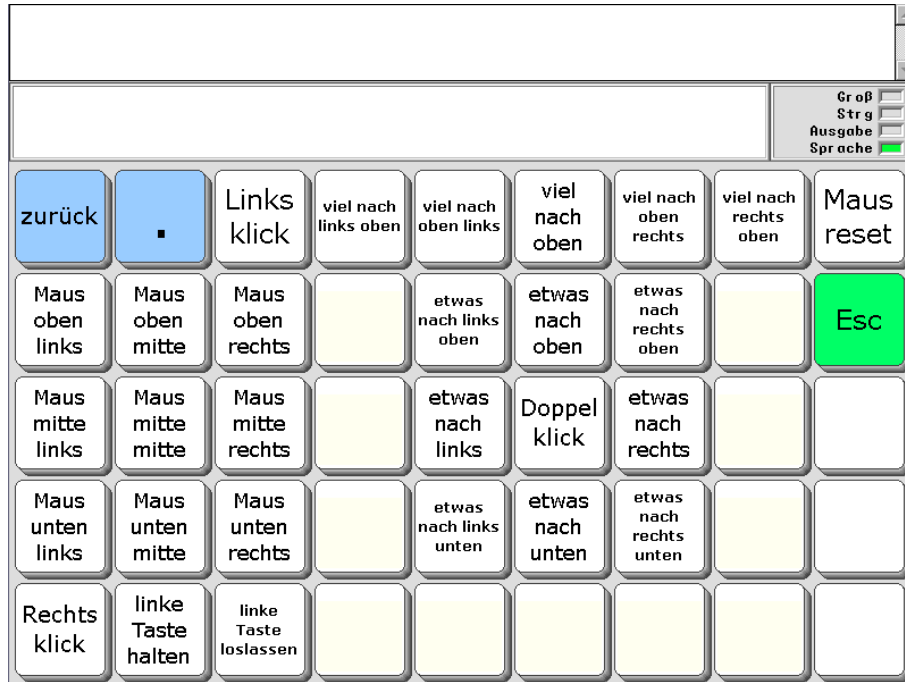 Groß
Strg
Ausgabe
Sprache
zurück
.
Links
klick
viel nach
links oben
viel nach
oben links
viel
nach
oben
viel nach
oben
rechts
viel nach
rechts
oben
Maus
reset
Maus
oben
links
Maus
oben
mitte
Maus
oben
rechts
etwas
nach links
oben
etwas
nach
oben
etwas
nach
rechts
oben
Esc
Maus
mitte
links
Maus
mitte
mitte
Maus
mitte
rechts
etwas
nach
links
Doppel
klick
etwas
nach
rechts
Maus
unten
links
Maus
unten
mitte
Maus
unten
rechts
etwas
nach links
unten
etwas
nach
unten
etwas
nach
rechts
unten
Rechts
klick
linke
Taste
halten
linke
Taste
loslassen